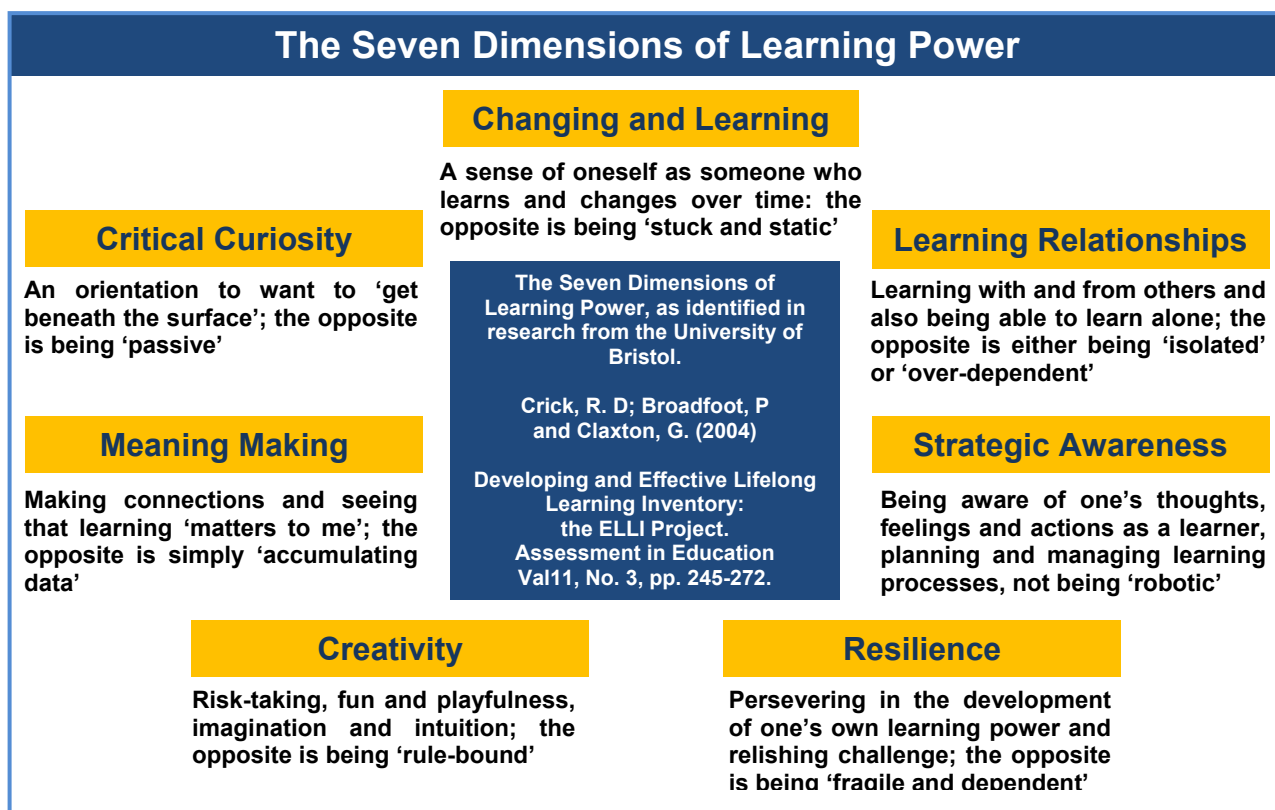 The Seven Dimensions of Learning Power
Changing and Learning
A sense of oneself as someone who
learns and changes over time: the
opposite is being ‘stuck and static’
Critical Curiosity
An orientation to want to ‘get
beneath the surface’; the opposite
is being ‘passive’
Learning Relationships
Learning with and from others and
also being able to learn alone; the
opposite is either being ‘isolated’
or ‘over-dependent’
The Seven Dimensions of
Learning Power, as identified in
research from the University of
Bristol.
Crick, R. D; Broadfoot, P
and Claxton, G. (2004)
Developing and Effective Lifelong
Learning Inventory:
the ELLI Project.
Assessment in Education
Val11, No. 3, pp. 245-272.
Meaning Making
Making connections and seeing
that learning ‘matters to me’; the
opposite is simply ‘accumulating
data’
Strategic Awareness
Being aware of one’s thoughts,
feelings and actions as a learner,
planning and managing learning
processes, not being ‘robotic’
Creativity
Risk-taking, fun and playfulness,
imagination and intuition; the
opposite is being ‘rule-bound’
Resilience
Persevering in the development
of one’s own learning power and
relishing challenge; the opposite
is being ‘fragile and dependent’